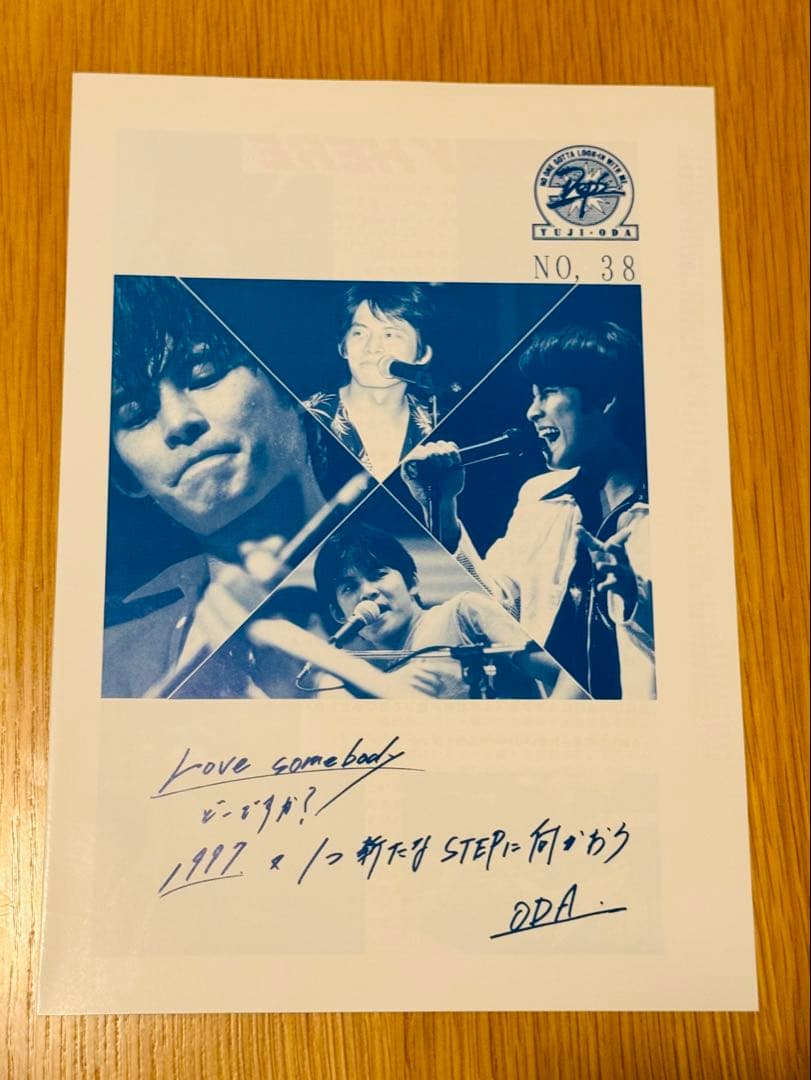 NO ONE GOTTA LOOK-IN WITH ME.
YUJI・ODA
NO, 38
Love somebody
どーですか?
1997. 又 1つ 新たな STEPに 向かおう
ODA.